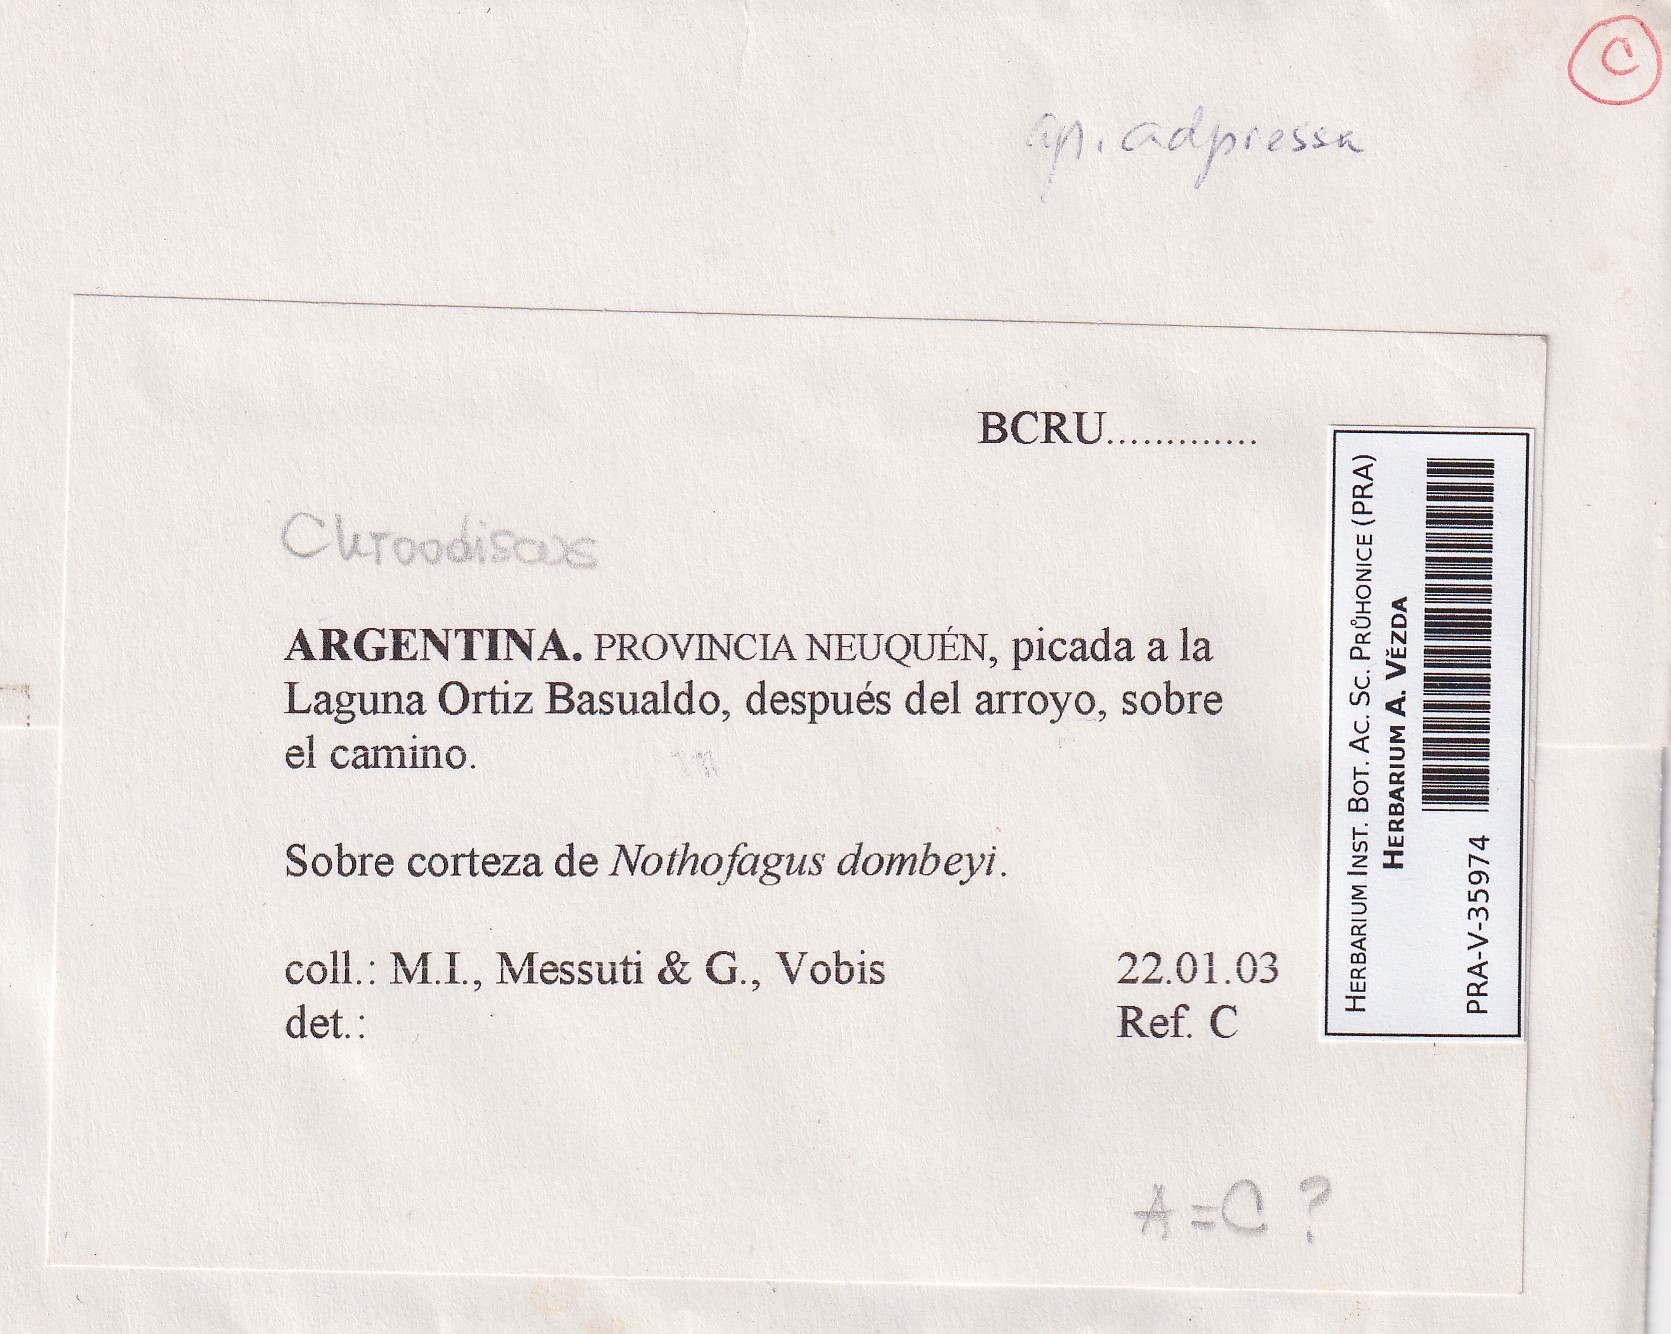 C
ap. adpressa
BCRU.............
Chroodiscus
ARGENTINA. PROVINCIA NEUQUÉN, picada a la
Laguna Ortiz Basualdo, después del arroyo, sobre
el camino.
Sobre corteza de Nothofagus dombeyi.
coll.: M.I., Messuti & G., Vobis 22.01.03
det.: Ref. C
A = C ?
HERBARIUM INST. BOT. AC. SC. PRŮHONICE (PRA)
HERBARIUM A. VĚZDA
PRA-V-35974